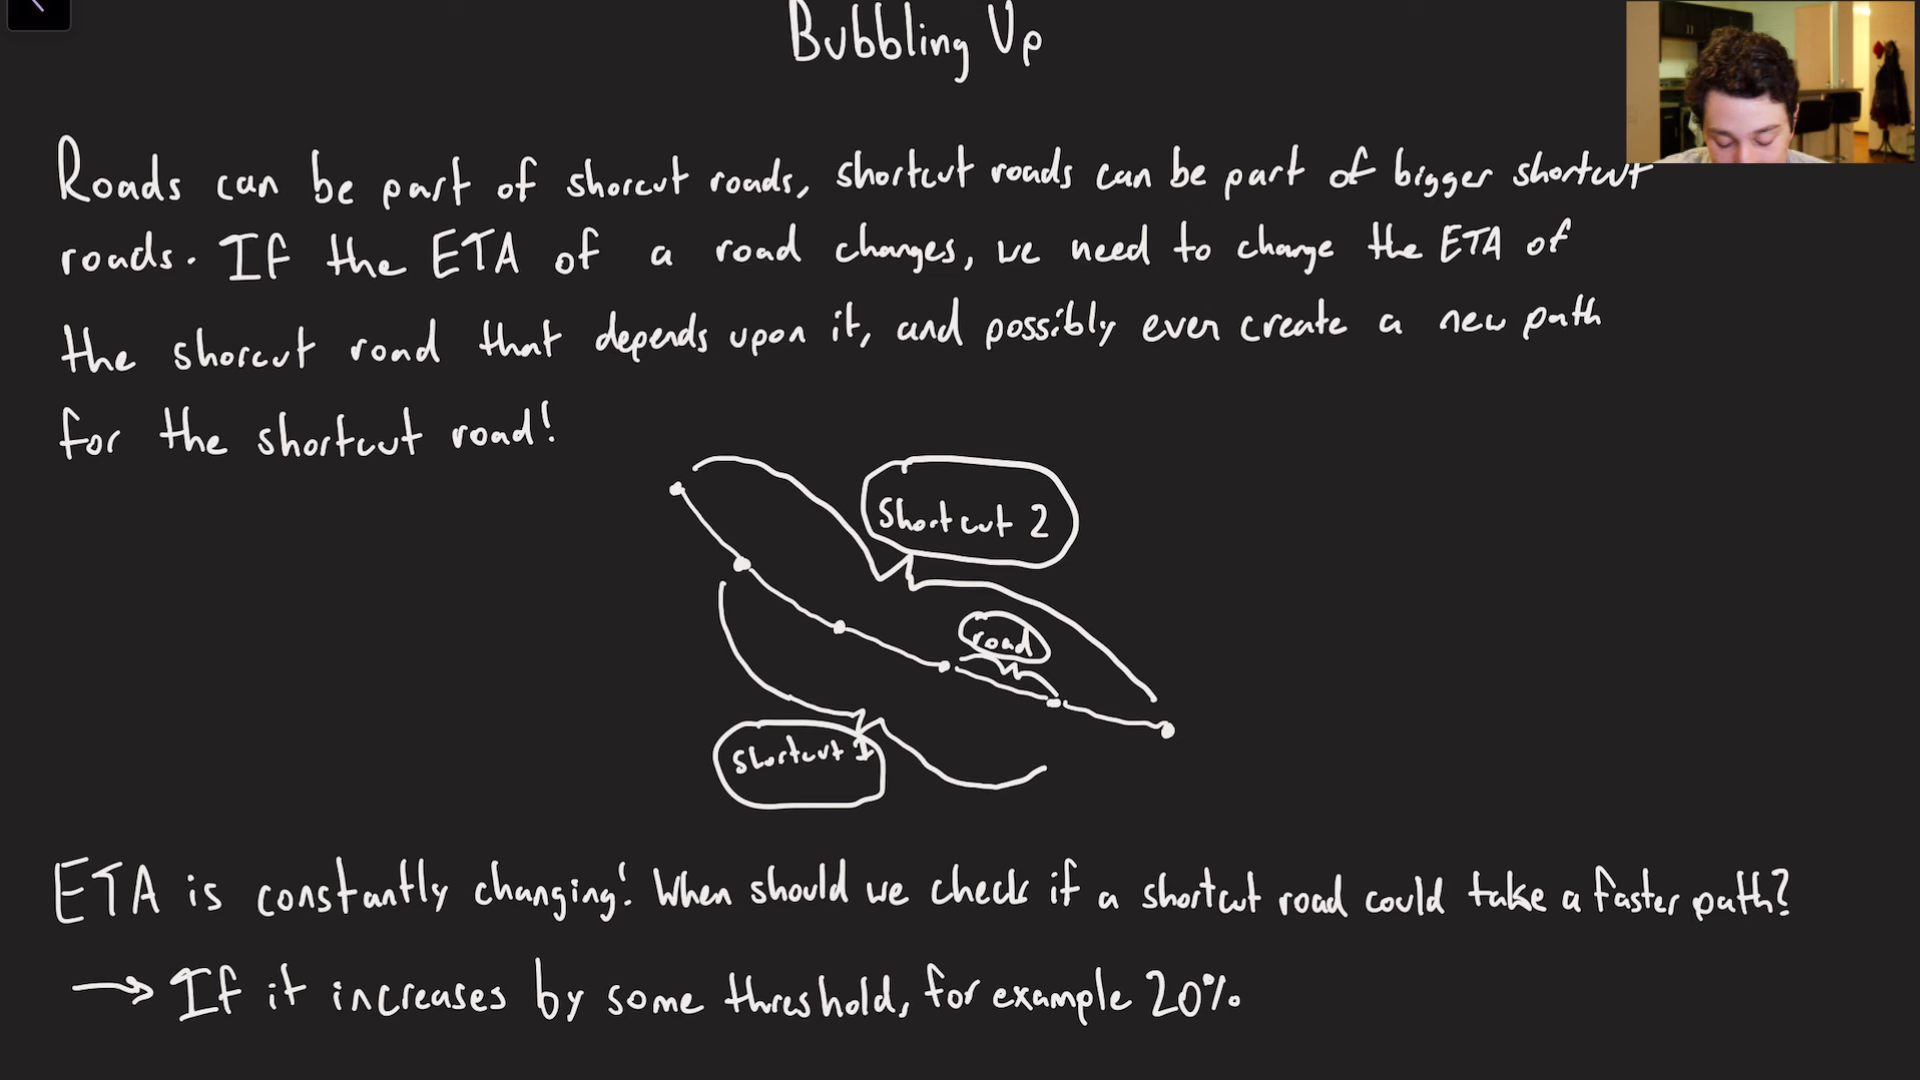 Bubbling Up
Roads can be part of shorcut roads, shortcut roads can be part of bigger shortcut
roads. If the ETA of a road changes, we need to change the ETA of
the shorcut road that depends upon it, and possibly even create a new path
for the shortcut road!
Shortcut 2
road
Shortcut 1
ETA is constantly changing! When should we check if a shortcut road could take a faster path?
→ If it increases by some threshold, for example 20%